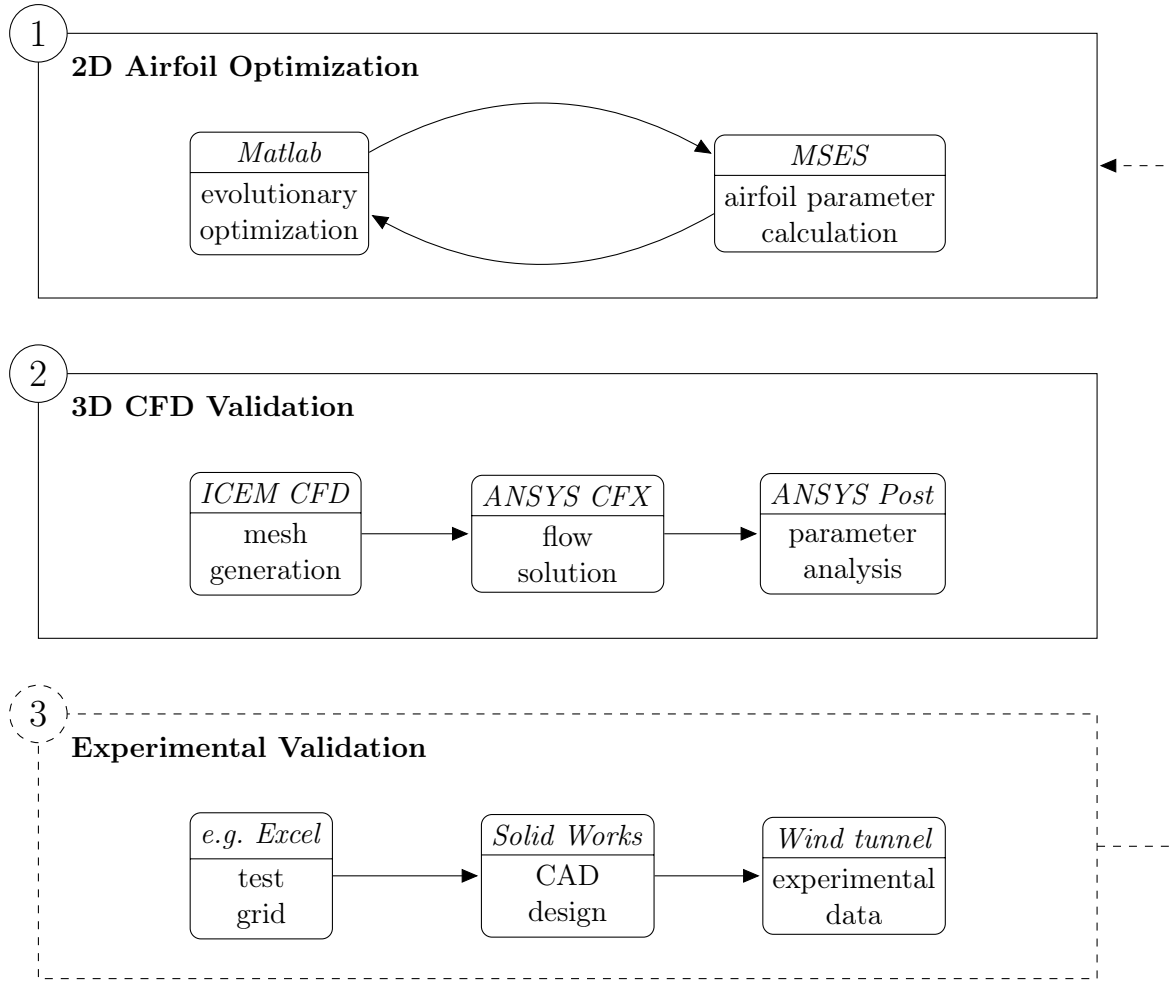 1
2D Airfoil Optimization
Matlab
evolutionary
optimization
MSES
airfoil parameter
calculation
2
3D CFD Validation
ICEM CFD
mesh
generation
ANSYS CFX
flow
solution
ANSYS Post
parameter
analysis
3
Experimental Validation
e.g. Excel
test
grid
Solid Works
CAD
design
Wind tunnel
experimental
data